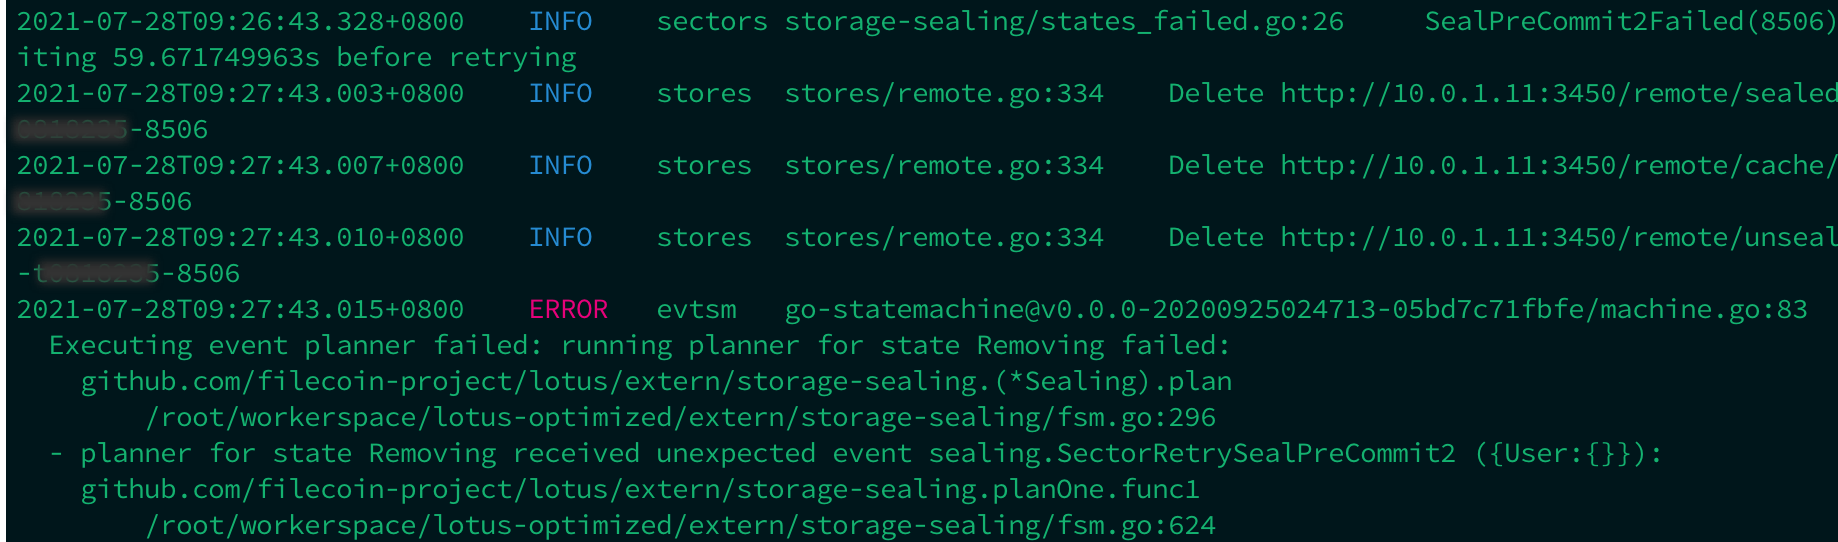 2021-07-28T09:26:43.328+0800 INFO sectors storage-sealing/states_failed.go:26 SealPreCommit2Failed(8506)
iting 59.671749963s before retrying
2021-07-28T09:27:43.003+0800 INFO stores stores/remote.go:334 Delete http://10.0.1.11:3450/remote/sealed
-8506
2021-07-28T09:27:43.007+0800 INFO stores stores/remote.go:334 Delete http://10.0.1.11:3450/remote/cache/
5-8506
2021-07-28T09:27:43.010+0800 INFO stores stores/remote.go:334 Delete http://10.0.1.11:3450/remote/unseal
-t 5-8506
2021-07-28T09:27:43.015+0800 ERROR evtsm go-statemachine@v0.0.0-20200925024713-05bd7c71fbfe/machine.go:83
Executing event planner failed: running planner for state Removing failed:
github.com/filecoin-project/lotus/extern/storage-sealing.(*Sealing).plan
/root/workerspace/lotus-optimized/extern/storage-sealing/fsm.go:296
- planner for state Removing received unexpected event sealing.SectorRetrySealPreCommit2 ({User:{}}):
github.com/filecoin-project/lotus/extern/storage-sealing.planOne.func1
/root/workerspace/lotus-optimized/extern/storage-sealing/fsm.go:624